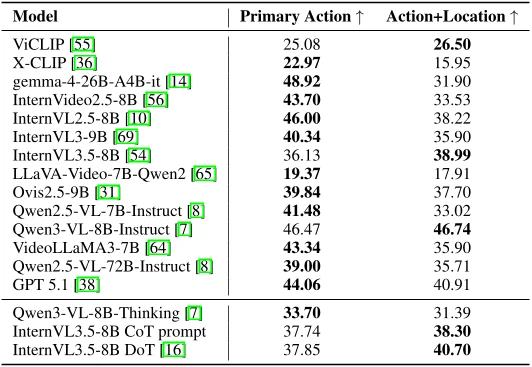 Model Primary Action ↑ Action+Location ↑
ViCLIP [55] 25.08 26.50
X-CLIP [36] 22.97 15.95
gemma-4-26B-A4B-it [14] 48.92 31.90
InternVideo2.5-8B [56] 43.70 33.53
InternVL2.5-8B [10] 46.00 38.22
InternVL3-9B [69] 40.34 35.90
InternVL3.5-8B [54] 36.13 38.99
LLaVA-Video-7B-Qwen2 [65] 19.37 17.91
Ovis2.5-9B [31] 39.84 37.70
Qwen2.5-VL-7B-Instruct [8] 41.48 33.02
Qwen3-VL-8B-Instruct [7] 46.47 46.74
VideoLLaMA3-7B [64] 43.34 35.90
Qwen2.5-VL-72B-Instruct [8] 39.00 35.71
GPT 5.1 [38] 44.06 40.91
Qwen3-VL-8B-Thinking [7] 33.70 31.39
InternVL3.5-8B CoT prompt 37.74 38.30
InternVL3.5-8B DoT [16] 37.85 40.70